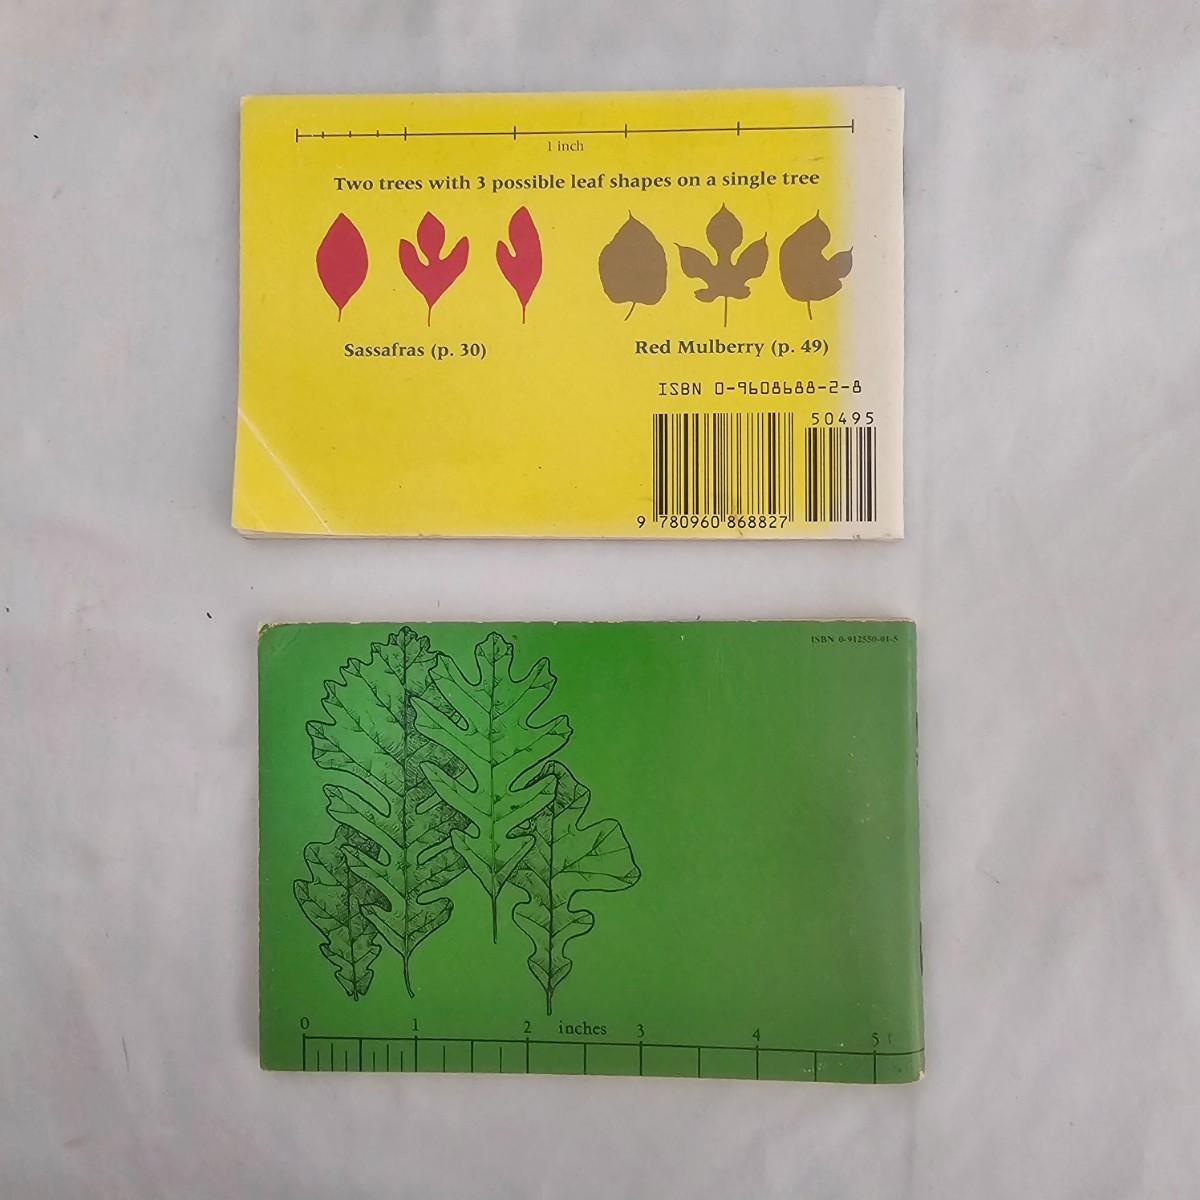 1 inch
Two trees with 3 possible leaf shapes on a single tree
Sassafras (p. 30)
Red Mulberry (p. 49)
ISBN 0-9608688-2-8
50495
9 780960 868827
ISBN 0-912550-01-5
0 1 2 inches 3 4 5